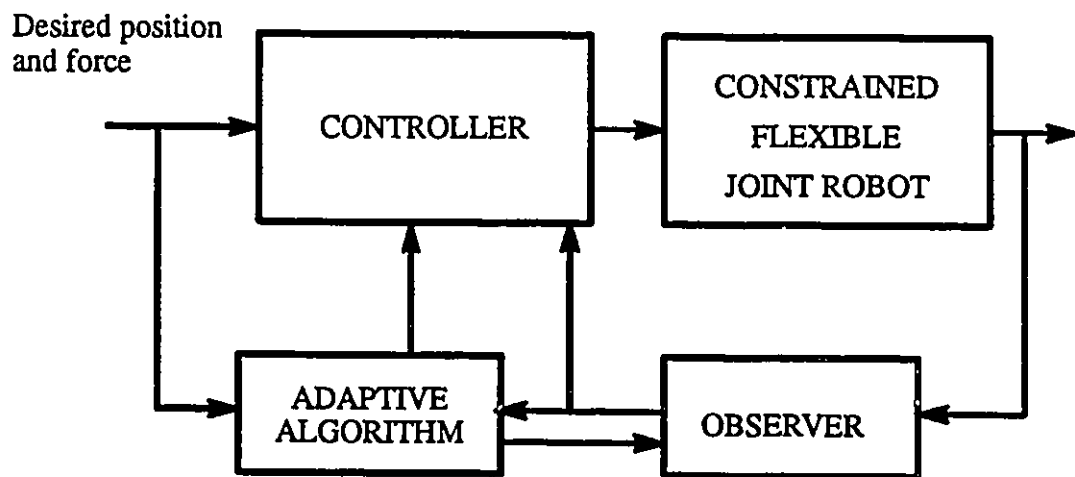 Desired position
and force
CONTROLLER
CONSTRAINED
FLEXIBLE
JOINT ROBOT
ADAPTIVE
ALGORITHM
OBSERVER